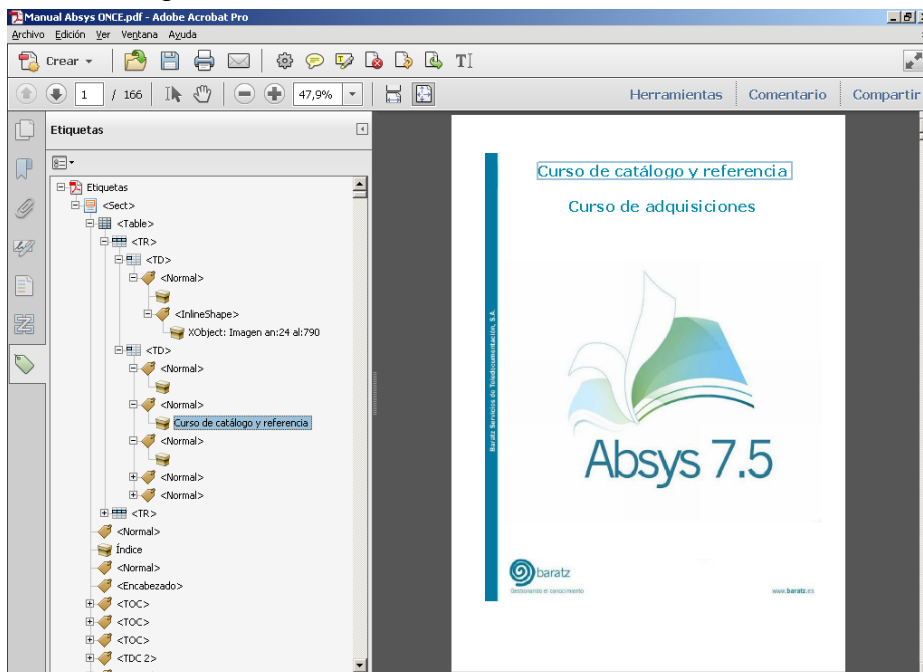 Manual Absys ONCE.pdf - Adobe Acrobat Pro
Archivo Edición Ver Ventana Ayuda
Crear
1 / 166 47,9% Herramientas Comentario Compartir
Etiquetas
Etiquetas
<Sect>
<Table>
<TR>
<TD>
<Normal>
<InlineShape>
XObject: Imagen an:24 al:790
<TD>
<Normal>
<Normal>
Curso de catálogo y referencia
<Normal>
<Normal>
<Normal>
<TR>
<Normal>
Índice
<Normal>
<Encabezado>
<TOC>
<TOC>
<TOC>
<TDC 2>
Curso de catálogo y referencia
Curso de adquisiciones
Baratz Servicios de Teledocumentación, S.A.
Absys 7.5
baratz
Gestionando el conocimiento
www.baratz.es